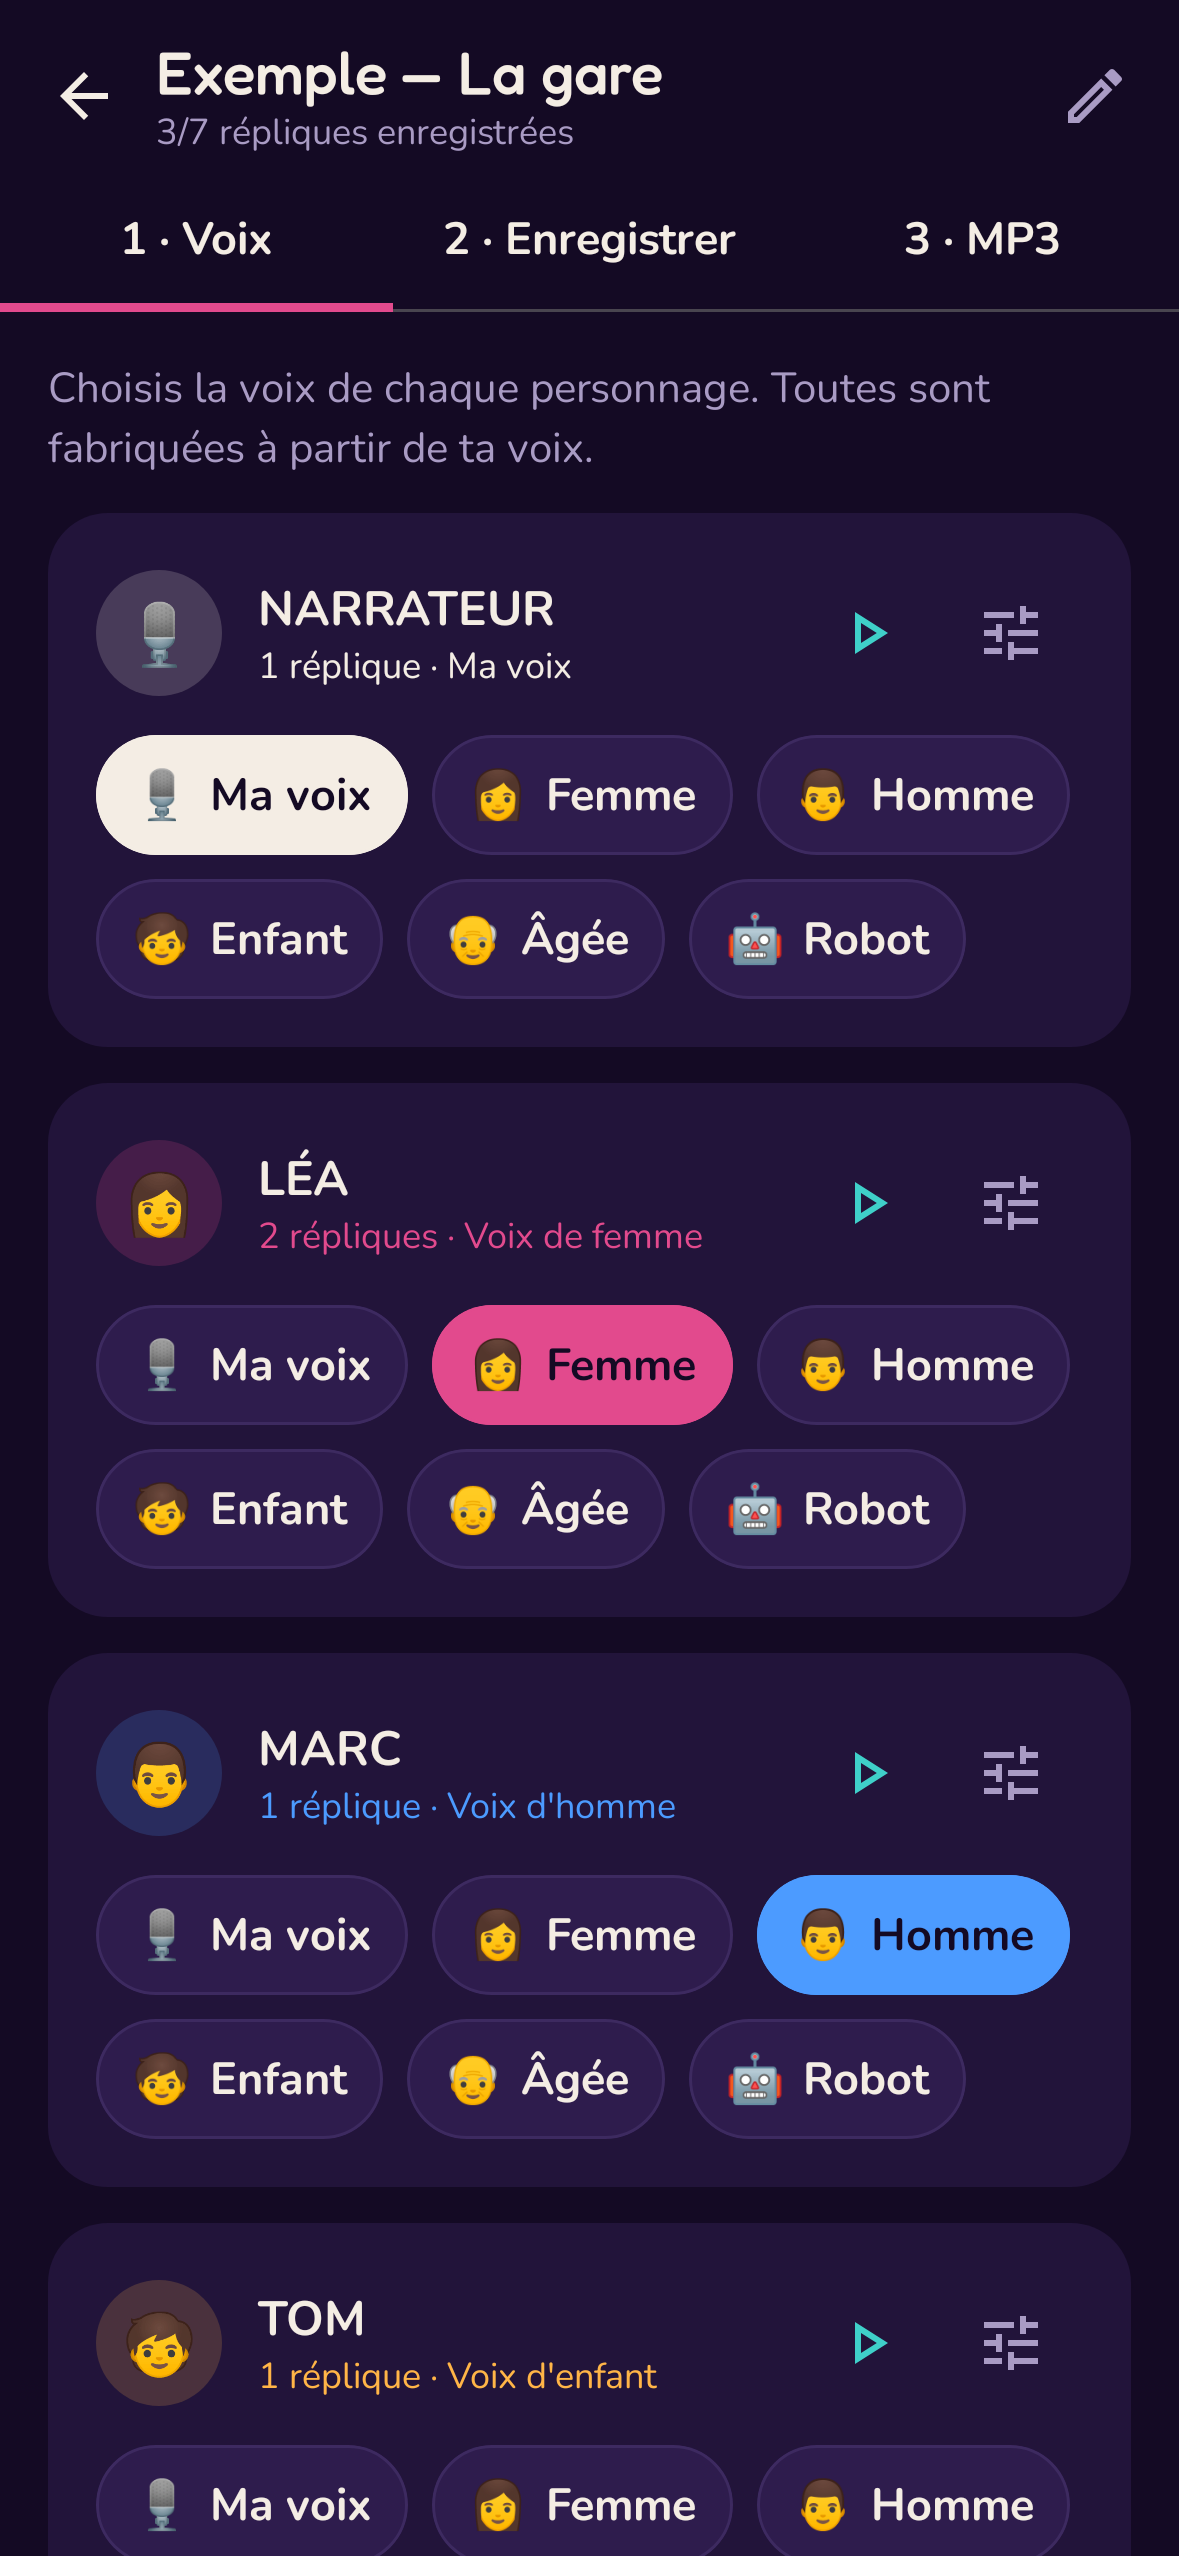 Exemple — La gare
3/7 répliques enregistrées
1 · Voix
2 · Enregistrer
3 · MP3
Choisis la voix de chaque personnage. Toutes sont
fabriquées à partir de ta voix.
NARRATEUR
1 réplique · Ma voix
Ma voix
Femme
Homme
Enfant
Âgée
Robot
LÉA
2 répliques · Voix de femme
Ma voix
Femme
Homme
Enfant
Âgée
Robot
MARC
1 réplique · Voix d'homme
Ma voix
Femme
Homme
Enfant
Âgée
Robot
TOM
1 réplique · Voix d'enfant
Ma voix
Femme
Homme